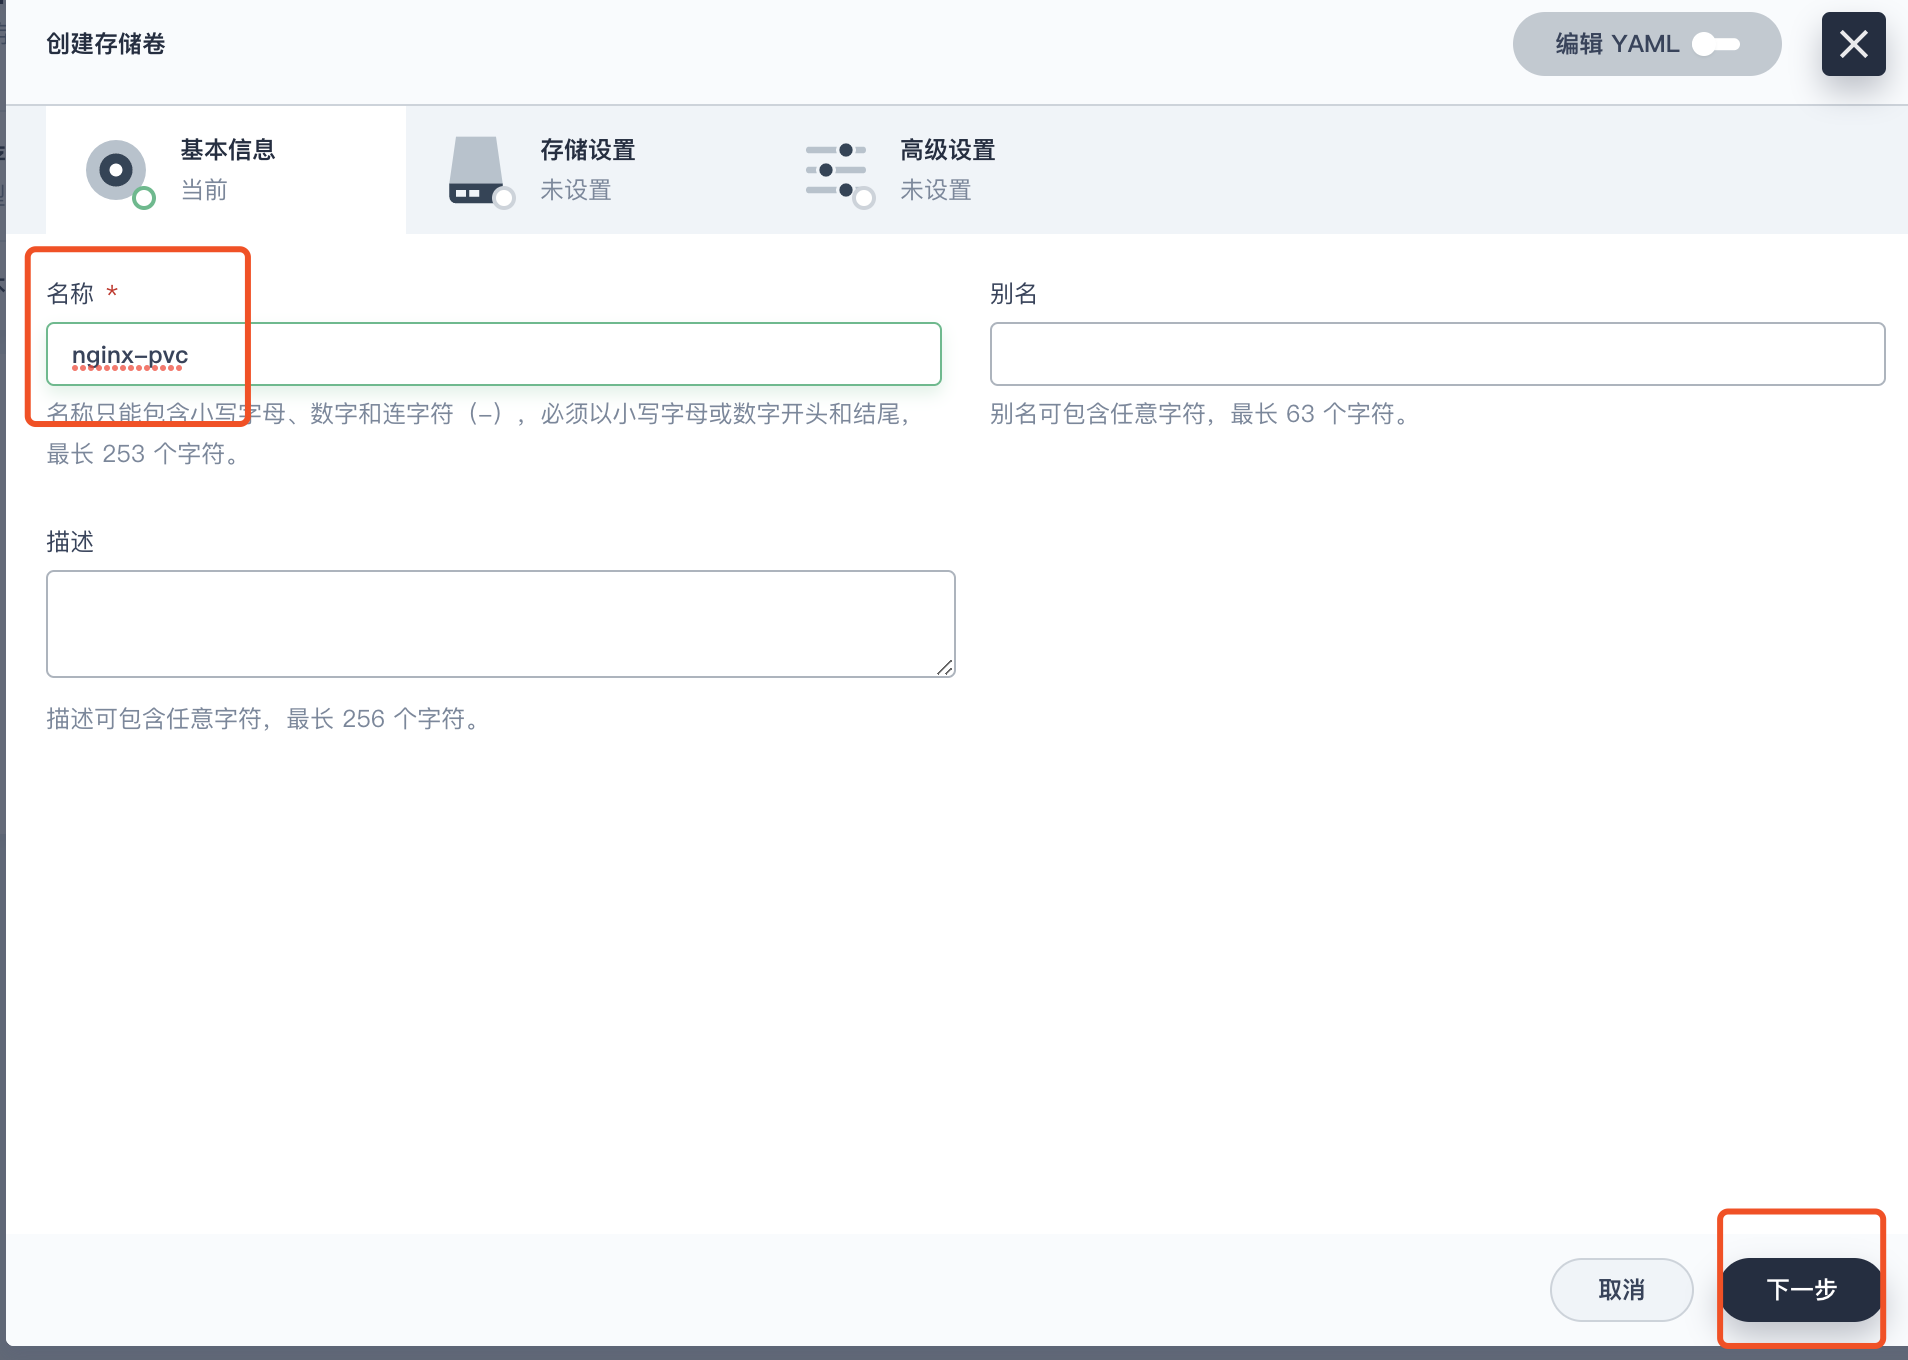 创建存储卷
编辑 YAML
基本信息
当前
存储设置
未设置
高级设置
未设置
名称 *
别名
nginx-pvc
名称只能包含小写字母、数字和连字符（-），必须以小写字母或数字开头和结尾，
最长 253 个字符。
别名可包含任意字符，最长 63 个字符。
描述
描述可包含任意字符，最长 256 个字符。
取消
下一步